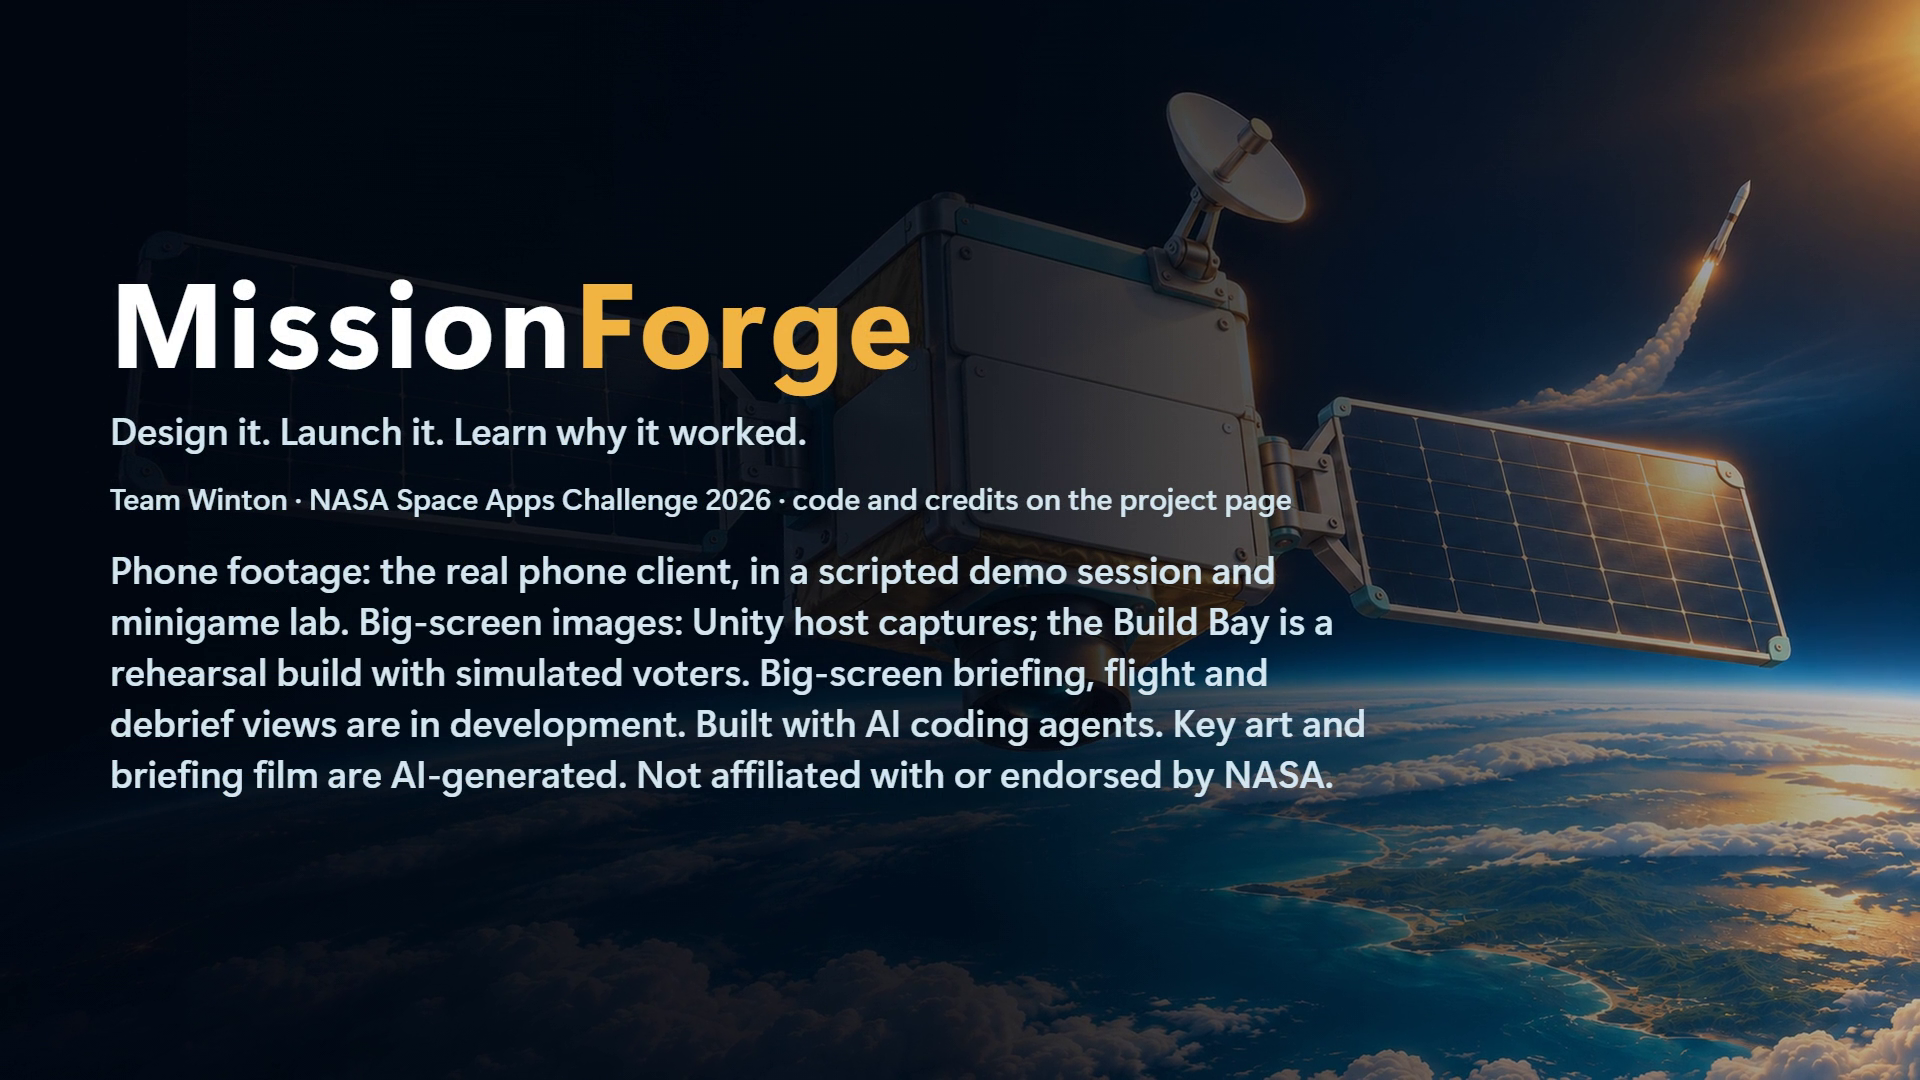 MissionForge
Design it. Launch it. Learn why it worked.
Team Winton · NASA Space Apps Challenge 2026 · code and credits on the project page
Phone footage: the real phone client, in a scripted demo session and
minigame lab. Big-screen images: Unity host captures; the Build Bay is a
rehearsal build with simulated voters. Big-screen briefing, flight and
debrief views are in development. Built with AI coding agents. Key art and
briefing film are AI-generated. Not affiliated with or endorsed by NASA.